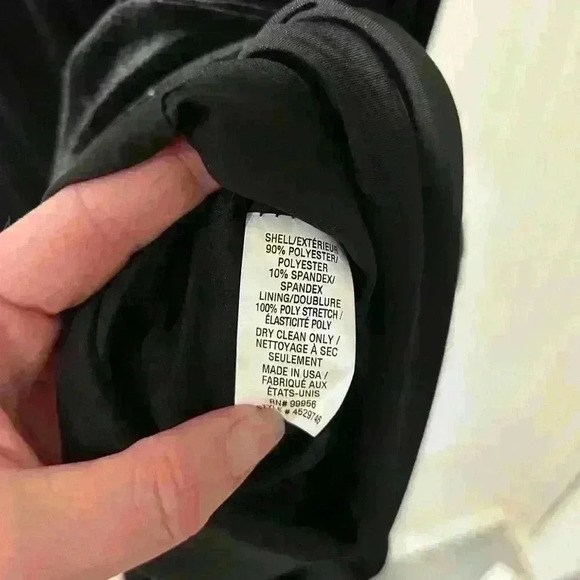 SHELL/EXTÉRIEUR
90% POLYESTER/
POLYESTER
10% SPANDEX/
SPANDEX
LINING/DOUBLURE
100% POLY STRETCH/
ÉLASTICITÉ POLY
DRY CLEAN ONLY/
NETTOYAGE À SEC
SEULEMENT
MADE IN USA/
FABRIQUÉ AUX
ÉTATS-UNIS
RN# 99956
# 4529746